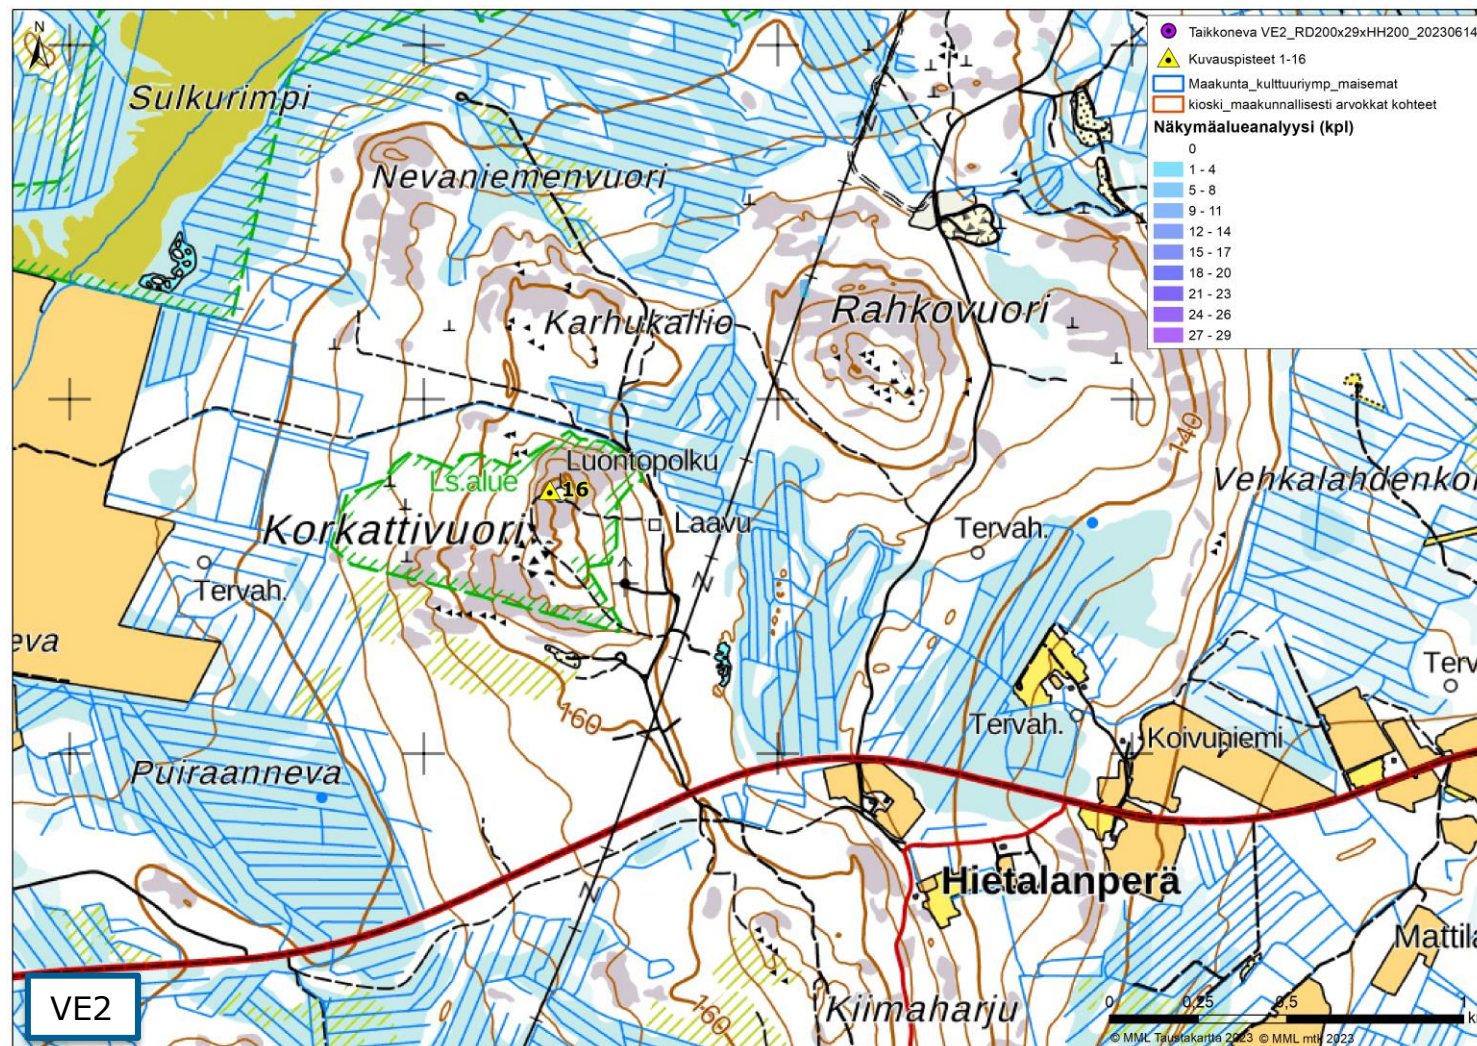 N
Taikkoneva VE2_RD200x29xHH200_20230614
Kuvauspisteet 1-16
Maakunta_kulttuuriymp_maisemat
kioski_maakunnallisesti arvokkat kohteet
Näkymäalueanalyysi (kpl)
0
1 - 4
5 - 8
9 - 11
12 - 14
15 - 17
18 - 20
21 - 23
24 - 26
27 - 29
Sulkurimpi
Nevaniemenvuori
Karhukallio
Rahkovuori
140
Luontopolku
Ls.alue
16
Vehkalahdenko
Korkattivuori
Laavu
Tervah.
Tervah.
eva
Terv
160
Tervah.
Koivuniemi
Puiraanneva
Hietalanperä
Mattila
Kiimaharju
160
VE2
0 0,25 0,5 1
k
© MML Taustakartta 2023 © MML mtk 2023